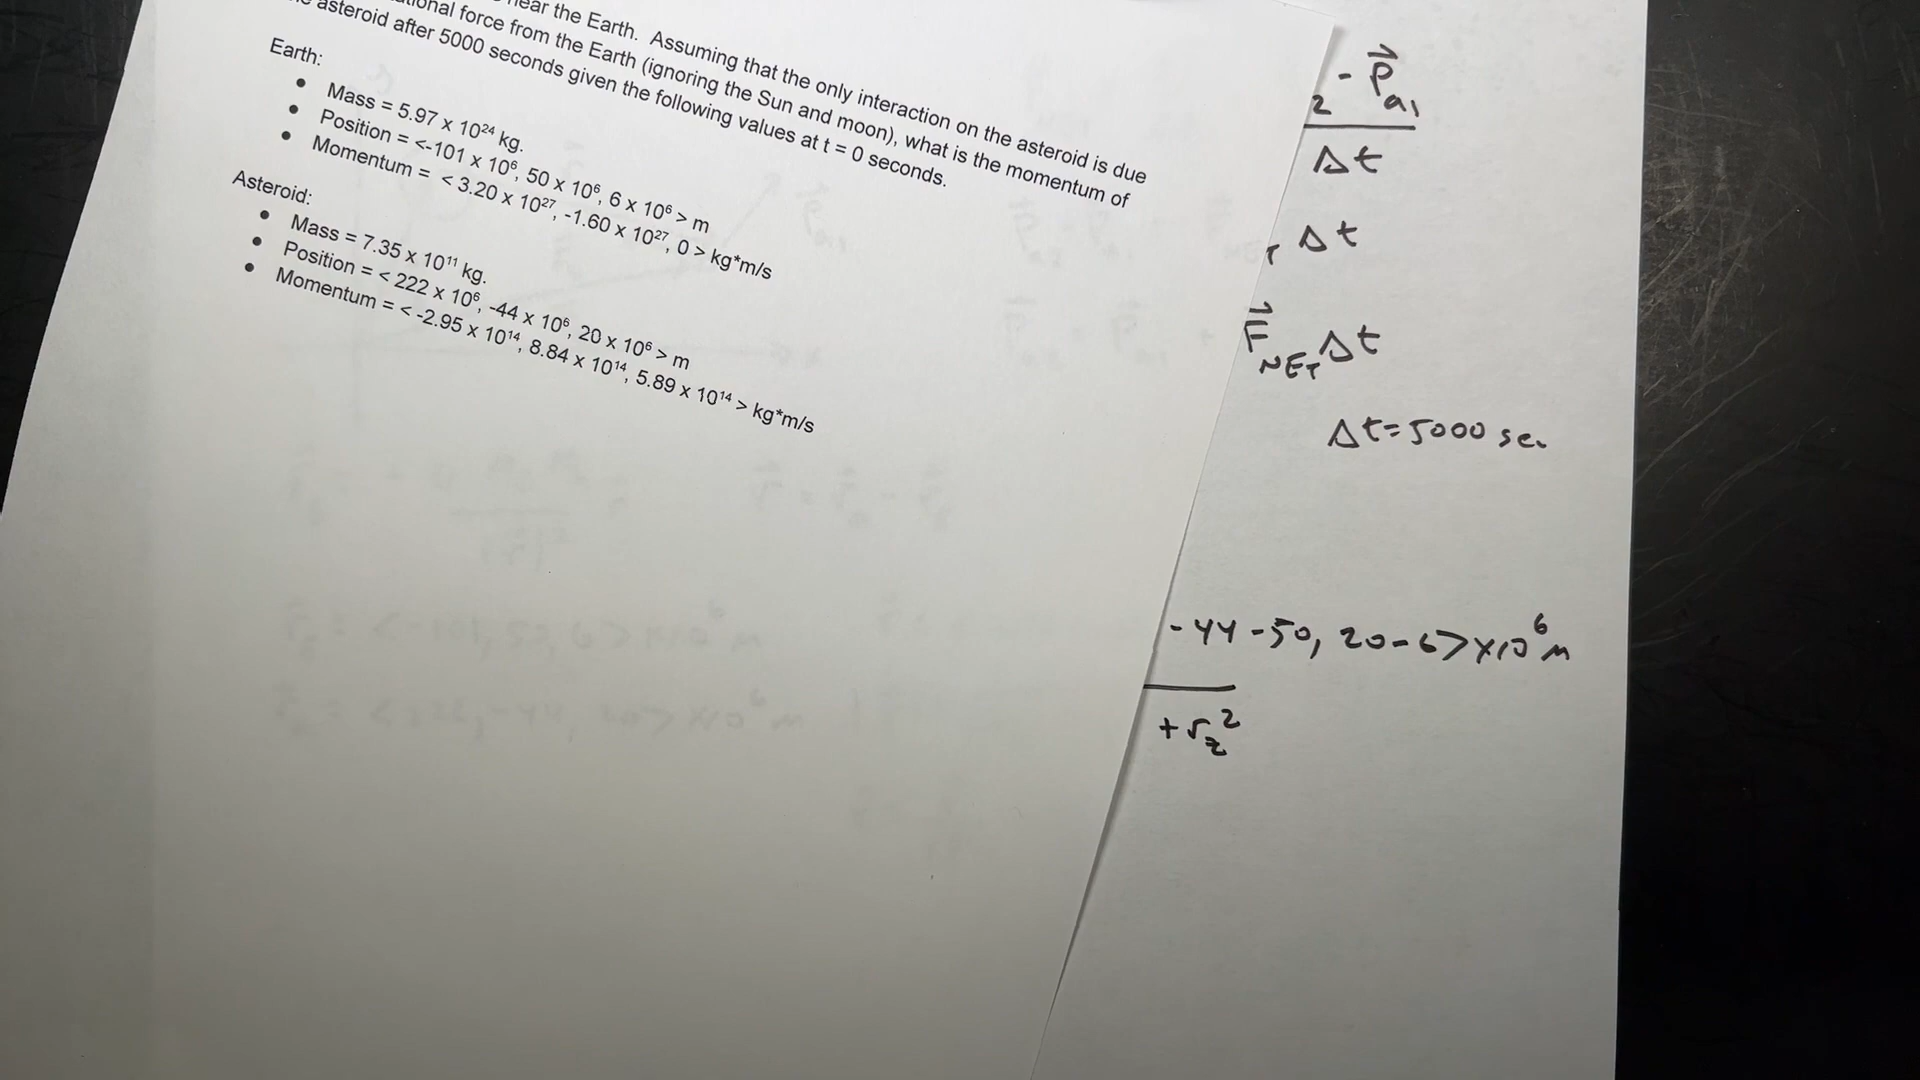 near the Earth. Assuming that the only interaction on the asteroid is due
force from the Earth (ignoring the Sun and moon), what is the momentum of
asteroid after 5000 seconds given the following values at t = 0 seconds.
Earth:
• Mass = 5.97 x 10²⁴ kg.
• Position = <-101 x 10⁶, 50 x 10⁶, 6 x 10⁶ > m
• Momentum = < 3.20 x 10²⁷, -1.60 x 10²⁷, 0 > kg*m/s
Asteroid:
• Mass = 7.35 x 10¹¹ kg.
• Position = < 222 x 10⁶, -44 x 10⁶, 20 x 10⁶ > m
• Momentum = < -2.95 x 10¹⁴, 8.84 x 10¹⁴, 5.89 x 10¹⁴ > kg*m/s
₂ - P⃗a₁
Δt
Δt
F⃗NET Δt
Δt=5000 sec
-44-50, 20-6> x10⁶ m
+r_z²